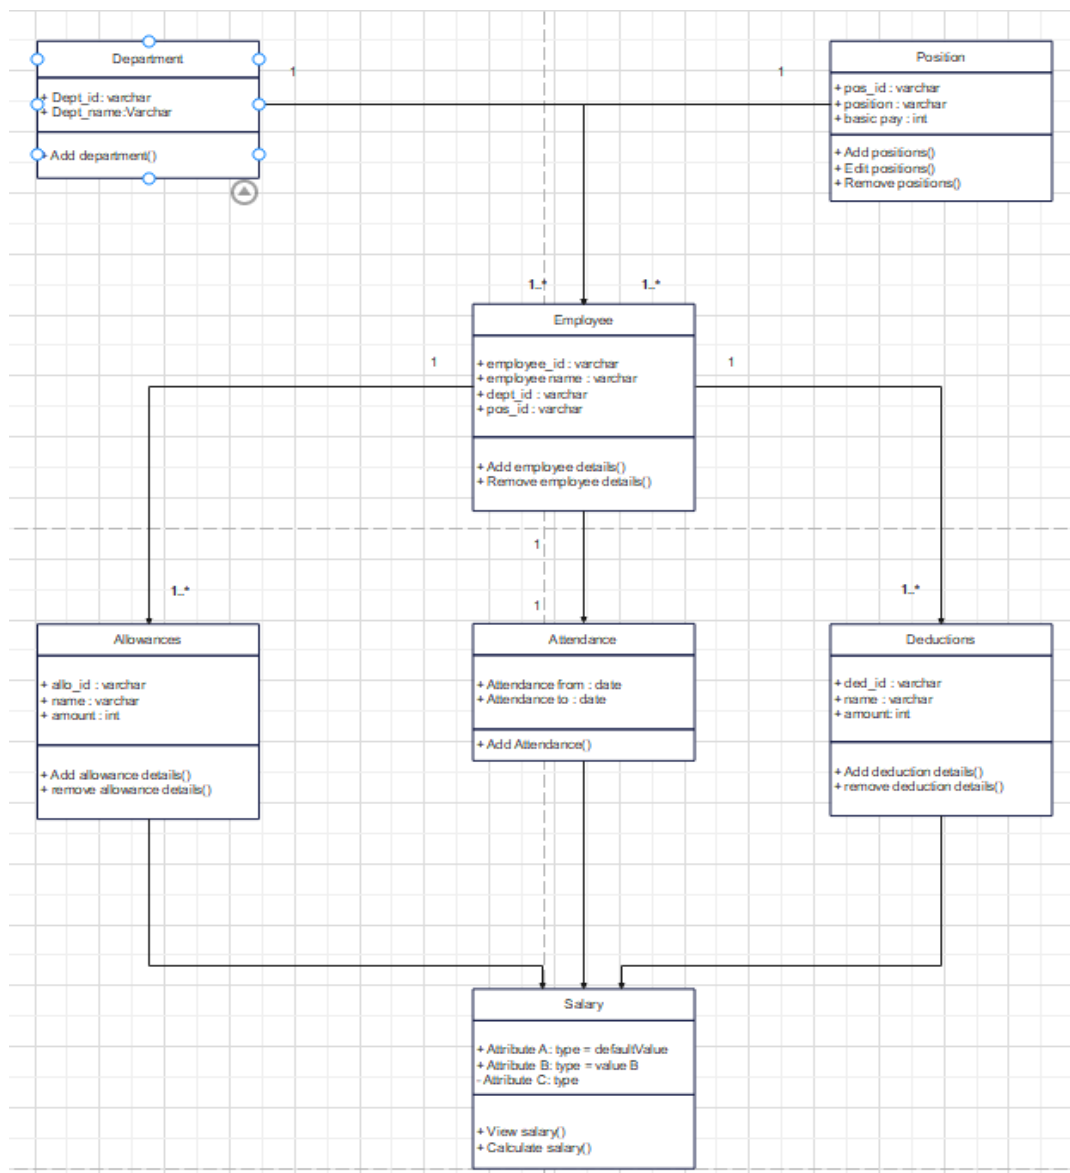 Department
+ Dept_id: varchar
+ Dept_name:Varchar
+ Add department()
1
1
Position
+ pos_id : varchar
+ position : varchar
+ basic pay : int
+ Add positions()
+ Edit positions()
+ Remove positions()
1..*
1..*
Employee
+ employee_id : varchar
+ employee name : varchar
+ dept_id : varchar
+ pos_id : varchar
+ Add employee details()
+ Remove employee details()
1
1
1
1
1..*
1..*
Allowances
+ allo_id : varchar
+ name : varchar
+ amount : int
+ Add allowance details()
+ remove allowance details()
Attendance
+ Attendance from : date
+ Attendance to : date
+ Add Attendance()
Deductions
+ ded_id : varchar
+ name : varchar
+ amount: int
+ Add deduction details()
+ remove deduction details()
Salary
+ Attribute A: type = defaultValue
+ Attribute B: type = value B
- Attribute C: type
+ View salary()
+ Calculate salary()